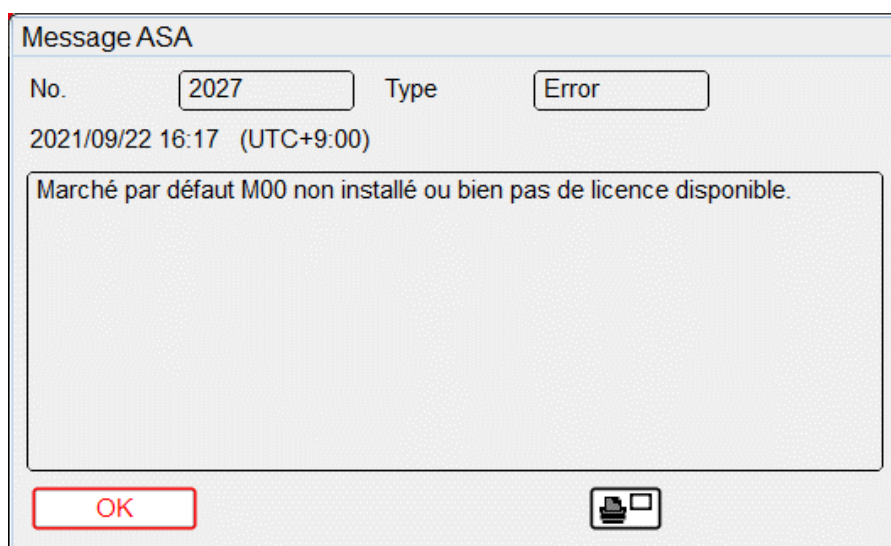 Message ASA
No. 2027 Type Error
2021/09/22 16:17 (UTC+9:00)
Marché par défaut M00 non installé ou bien pas de licence disponible.
OK